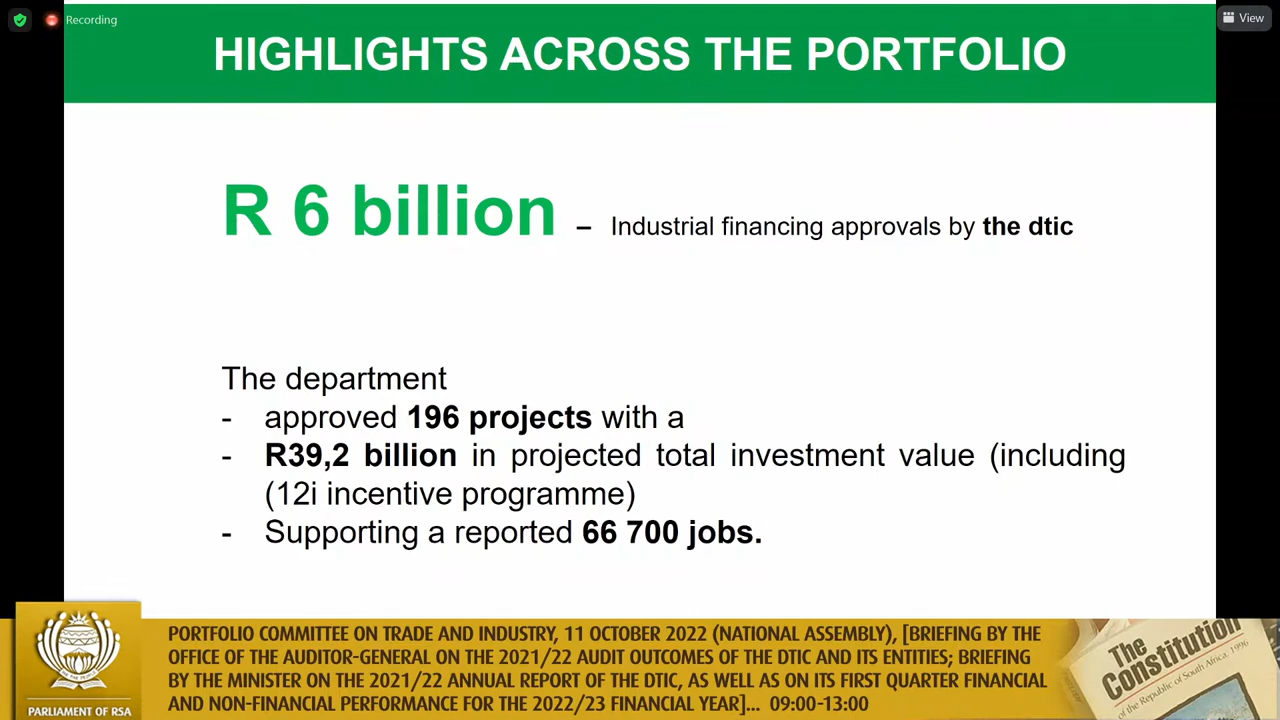 Recording
View
HIGHLIGHTS ACROSS THE PORTFOLIO
R 6 billion – Industrial financing approvals by the dtic
The department
- approved 196 projects with a
- R39,2 billion in projected total investment value (including
(12i incentive programme)
- Supporting a reported 66 700 jobs.
PORTFOLIO COMMITTEE ON TRADE AND INDUSTRY, 11 OCTOBER 2022 (NATIONAL ASSEMBLY), [BRIEFING BY THE
OFFICE OF THE AUDITOR-GENERAL ON THE 2021/22 AUDIT OUTCOMES OF THE DTIC AND ITS ENTITIES; BRIEFING
BY THE MINISTER ON THE 2021/22 ANNUAL REPORT OF THE DTIC, AS WELL AS ON ITS FIRST QUARTER FINANCIAL
AND NON-FINANCIAL PERFORMANCE FOR THE 2022/23 FINANCIAL YEAR]... 09:00-13:00
PARLIAMENT OF RSA
The
Constitution
of the Republic of South Africa, 1996